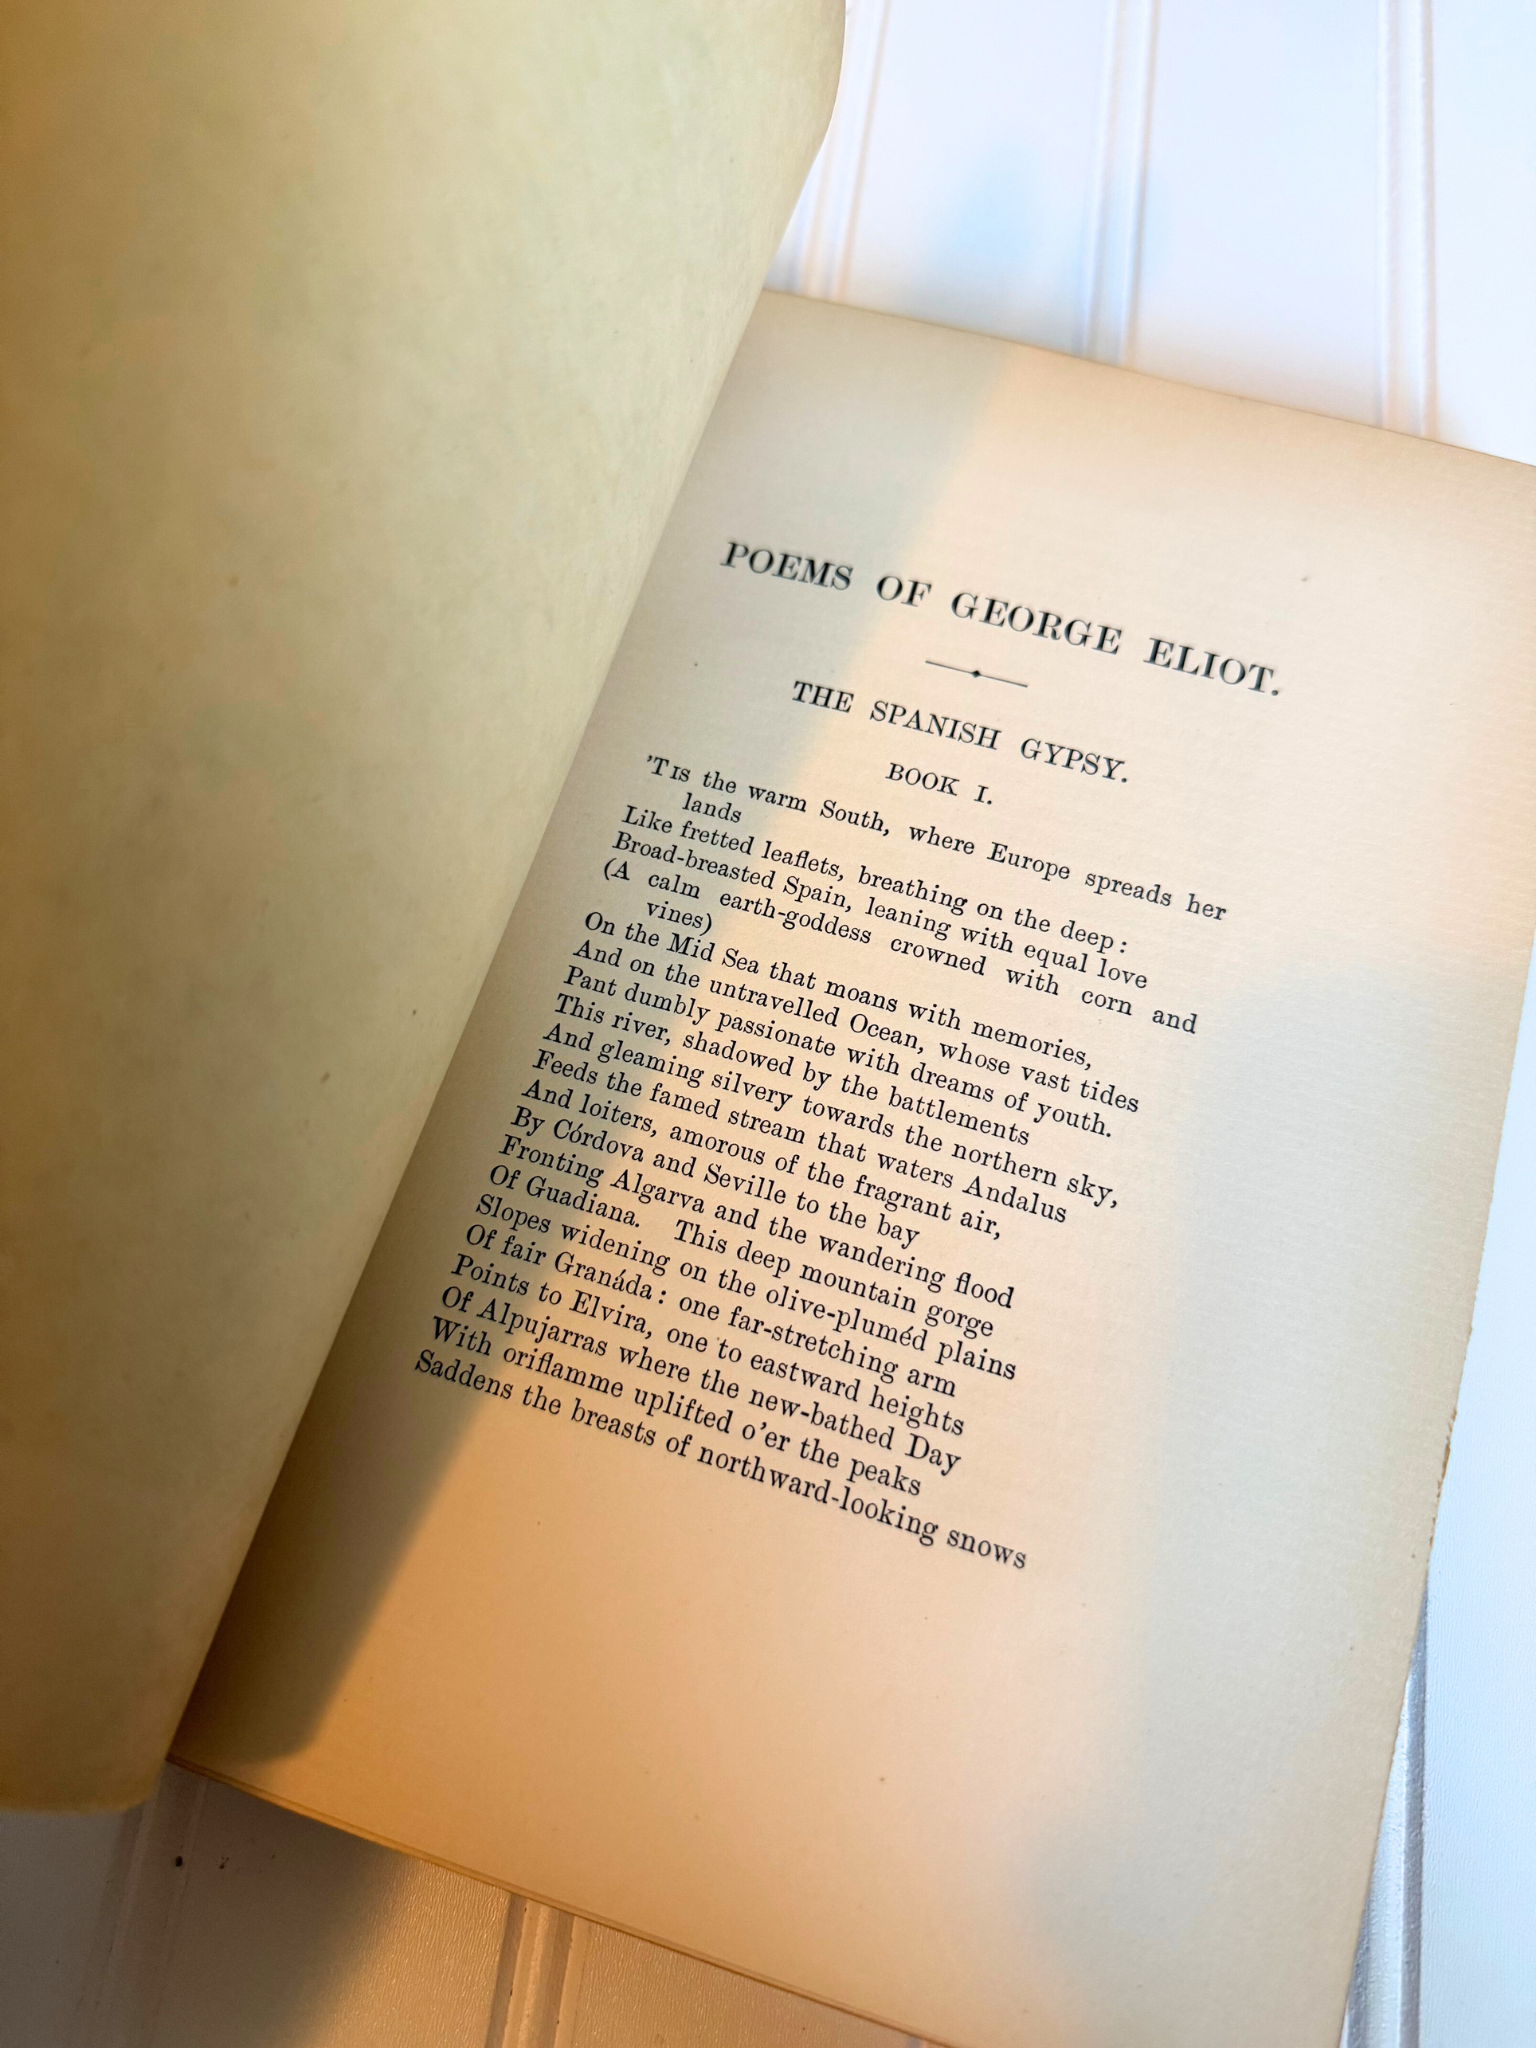 POEMS OF GEORGE ELIOT.
THE SPANISH GYPSY.
BOOK I.
'TIS the warm South, where Europe spreads her
lands
Like fretted leaflets, breathing on the deep:
Broad-breasted Spain, leaning with equal love
(A calm earth-goddess crowned with corn and
vines)
On the Mid Sea that moans with memories,
And on the untravelled Ocean, whose vast tides
Pant dumbly passionate with dreams of youth.
This river, shadowed by the battlements
And gleaming silvery towards the northern sky,
Feeds the famed stream that waters Andalus
And loiters, amorous of the fragrant air,
By Córdova and Seville to the bay
Fronting Algarva and the wandering flood
Of Guadiana. This deep mountain gorge
Slopes widening on the olive-pluméd plains
Of fair Granáda: one far-stretching arm
Points to Elvira, one to eastward heights
Of Alpujarras where the new-bathed Day
With oriflamme uplifted o'er the peaks
Saddens the breasts of northward-looking snows